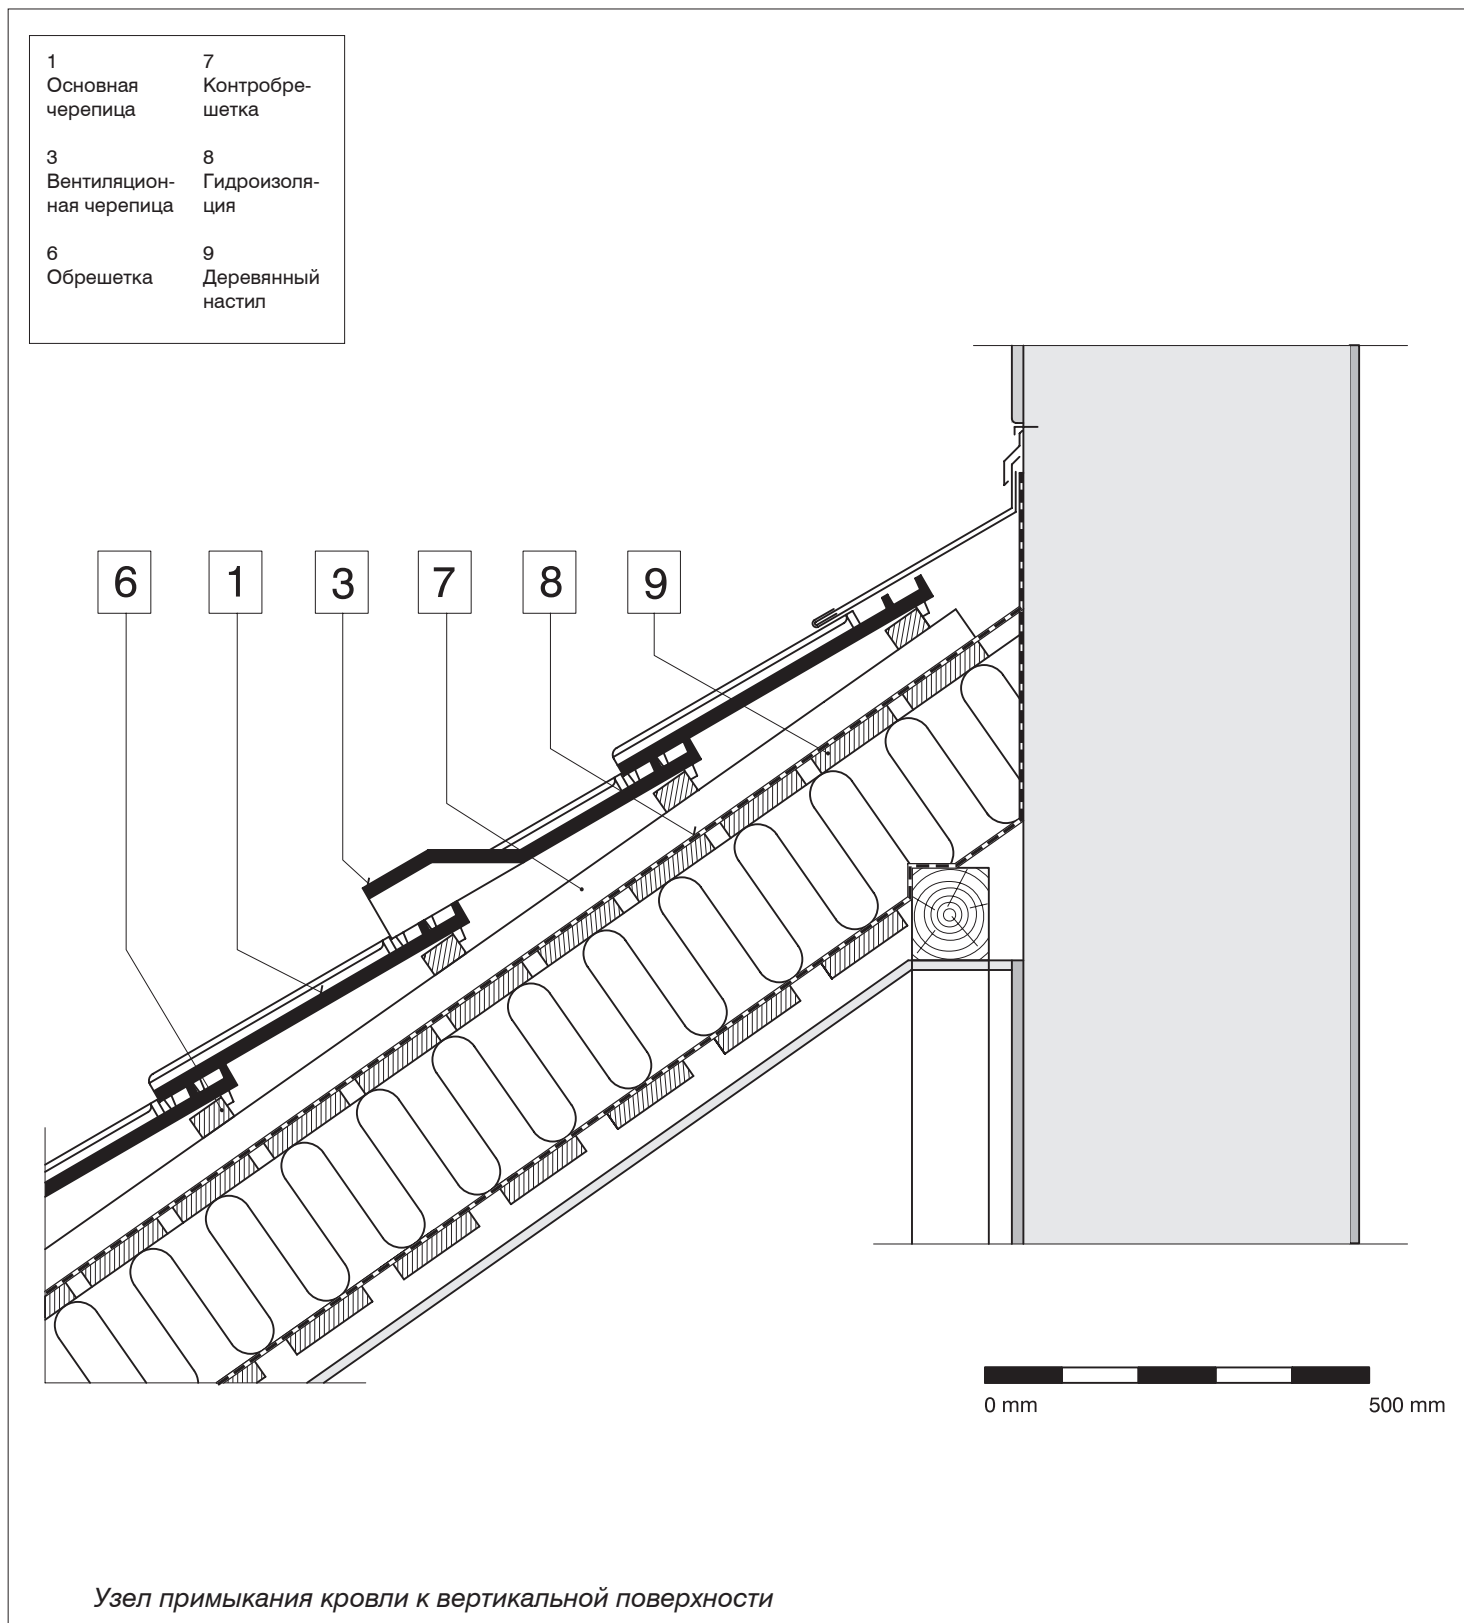 1
Основная
черепица
3
Вентиляцион-
ная черепица
6
Обрешетка
7
Контробре-
шетка
8
Гидроизоля-
ция
9
Деревянный
настил
6 1 3 7 8 9
0 mm 500 mm
Узел примыкания кровли к вертикальной поверхности